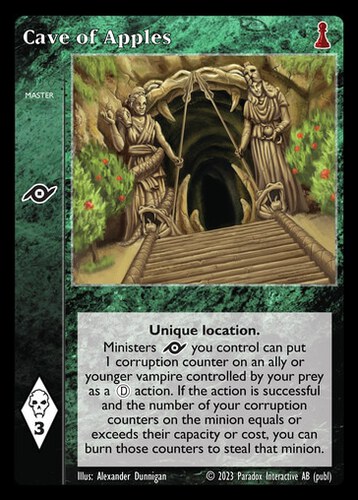 Cave of Apples
MASTER
Unique location.
Ministers you control can put
1 corruption counter on an ally or
younger vampire controlled by your prey
as a Ⓓ action. If the action is successful
and the number of your corruption
counters on the minion equals or
exceeds their capacity or cost, you can
burn those counters to steal that minion.
3
Illus: Alexander Dunnigan © 2023 Paradox Interactive AB (publ)